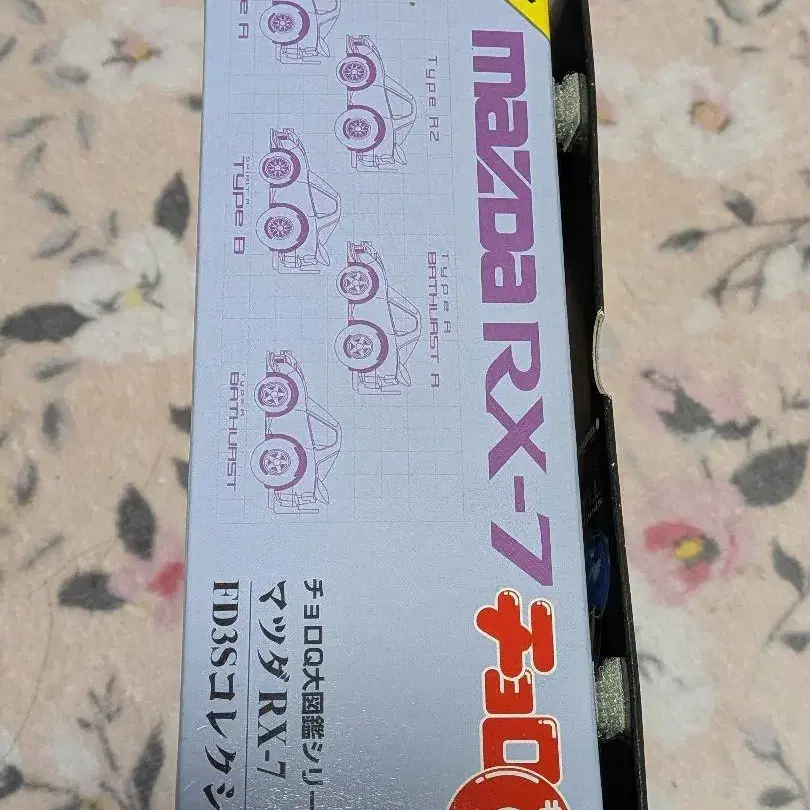 mazda RX-7
チョロQ
Type A
Type R2
SPIRIT R
Type B
Type R
BATHURST R
Type R
BATHURST
チョロQ大図鑑シリー
マツダRX-7
FD3Sコレクシ